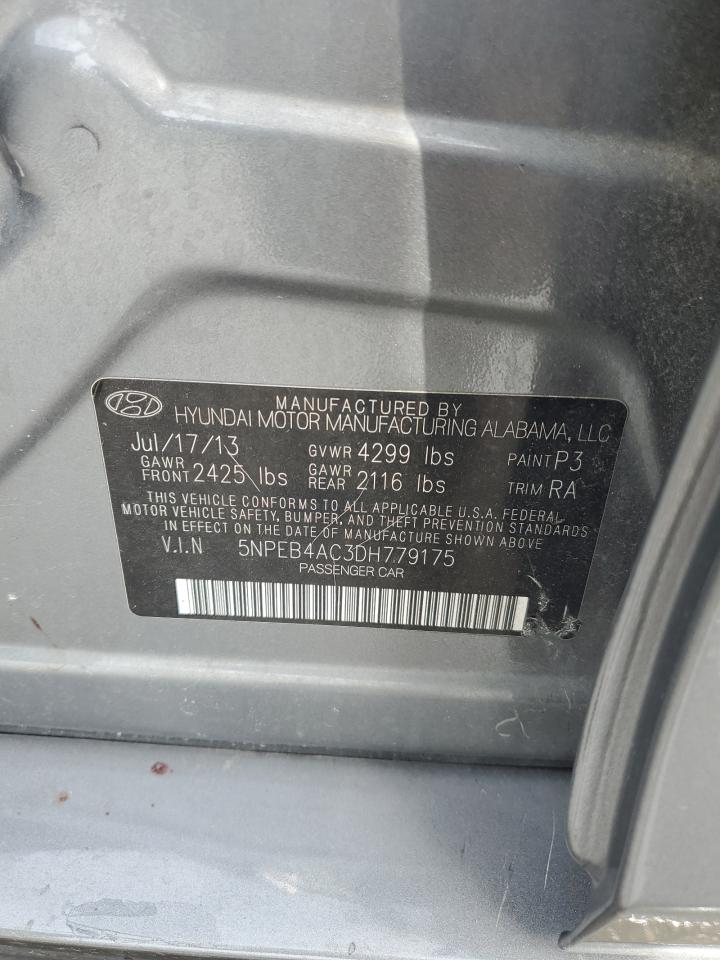 MANUFACTURED BY
HYUNDAI MOTOR MANUFACTURING ALABAMA, LLC
Jul/17/13 GVWR 4299 lbs PAINT P3
GAWR FRONT 2425 lbs GAWR REAR 2116 lbs TRIM RA
THIS VEHICLE CONFORMS TO ALL APPLICABLE U.S.A. FEDERAL
MOTOR VEHICLE SAFETY, BUMPER, AND THEFT PREVENTION STANDARDS
IN EFFECT ON THE DATE OF MANUFACTURE SHOWN ABOVE
V.I.N 5NPEB4AC3DH779175
PASSENGER CAR